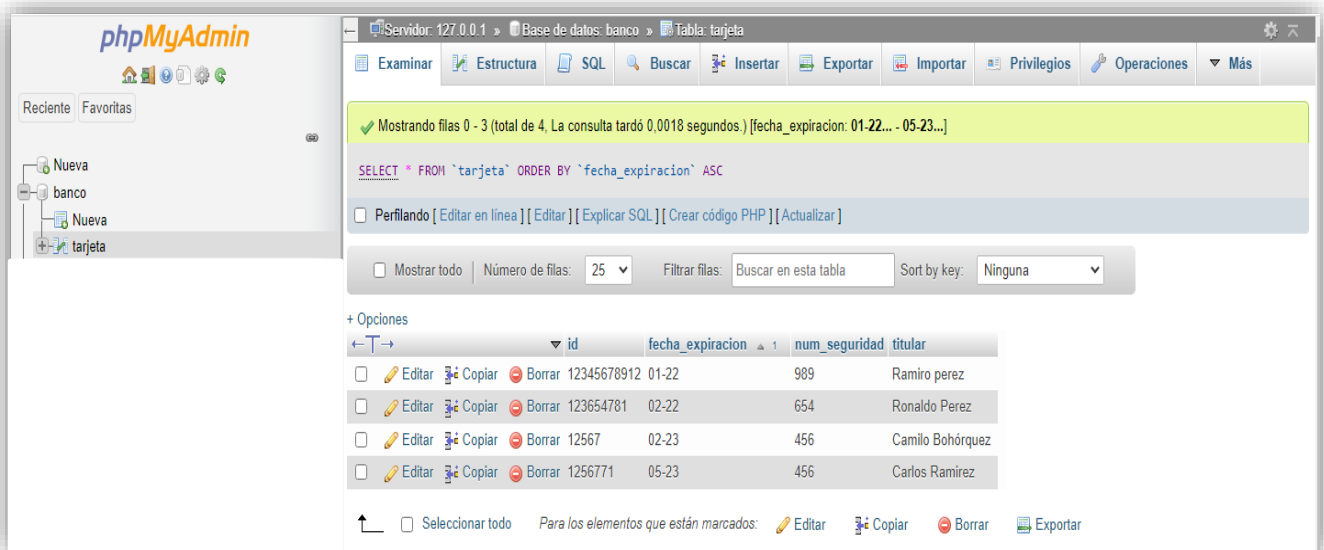 phpMyAdmin
Reciente Favoritas
Nueva
banco
Nueva
tarjeta
Servidor: 127.0.0.1 » Base de datos: banco » Tabla: tarjeta
Examinar Estructura SQL Buscar Insertar Exportar Importar Privilegios Operaciones Más
Mostrando filas 0 - 3 (total de 4, La consulta tardó 0,0018 segundos.) [fecha_expiracion: 01-22... - 05-23...]
SELECT * FROM `tarjeta` ORDER BY `fecha_expiracion` ASC
Perfilando [ Editar en línea ] [ Editar ] [ Explicar SQL ] [ Crear código PHP ] [ Actualizar ]
Mostrar todo Número de filas: 25 Filtrar filas: Buscar en esta tabla Sort by key: Ninguna
+ Opciones
←T→ id fecha_expiracion 1 num_seguridad titular
Editar Copiar Borrar 12345678912 01-22 989 Ramiro perez
Editar Copiar Borrar 123654781 02-22 654 Ronaldo Perez
Editar Copiar Borrar 12567 02-23 456 Camilo Bohórquez
Editar Copiar Borrar 1256771 05-23 456 Carlos Ramirez
Seleccionar todo Para los elementos que están marcados: Editar Copiar Borrar Exportar